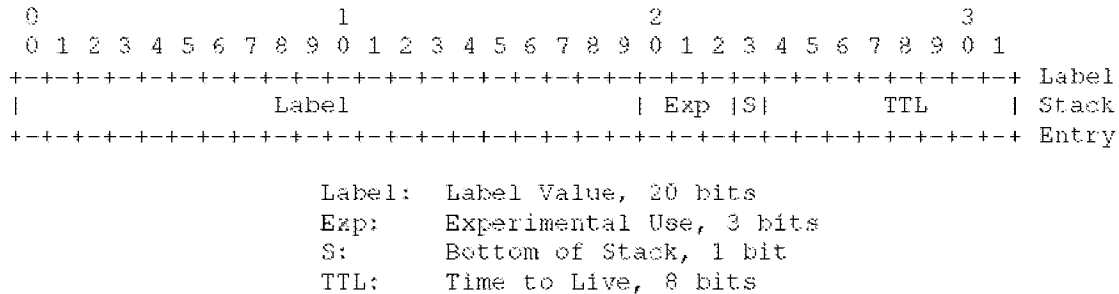 0                   1                   2                   3
 0 1 2 3 4 5 6 7 8 9 0 1 2 3 4 5 6 7 8 9 0 1 2 3 4 5 6 7 8 9 0 1
+-+-+-+-+-+-+-+-+-+-+-+-+-+-+-+-+-+-+-+-+-+-+-+-+-+-+-+-+-+-+-+-+ Label
|                Label                  | Exp |S|       TTL     | Stack
+-+-+-+-+-+-+-+-+-+-+-+-+-+-+-+-+-+-+-+-+-+-+-+-+-+-+-+-+-+-+-+-+ Entry
Label:  Label Value, 20 bits
Exp:    Experimental Use, 3 bits
S:      Bottom of Stack, 1 bit
TTL:    Time to Live, 8 bits